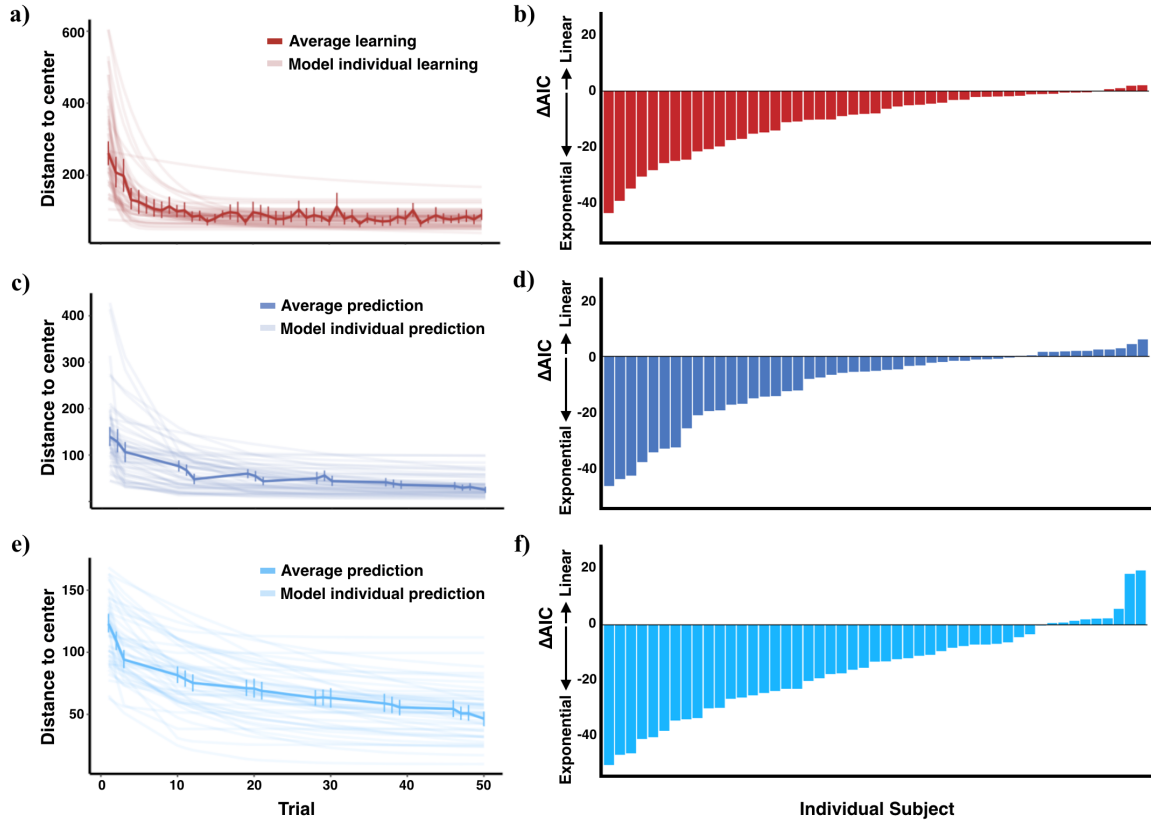 a)
600
400
200
Distance to center
Average learning
Model individual learning
b)
20
0
-20
-40
ΔAIC
Linear
Exponential
c)
400
300
200
100
Distance to center
Average prediction
Model individual prediction
d)
20
0
-20
-40
ΔAIC
Linear
Exponential
e)
150
100
50
Distance to center
Average prediction
Model individual prediction
0 10 20 30 40 50
Trial
f)
20
0
-20
-40
ΔAIC
Linear
Exponential
Individual Subject